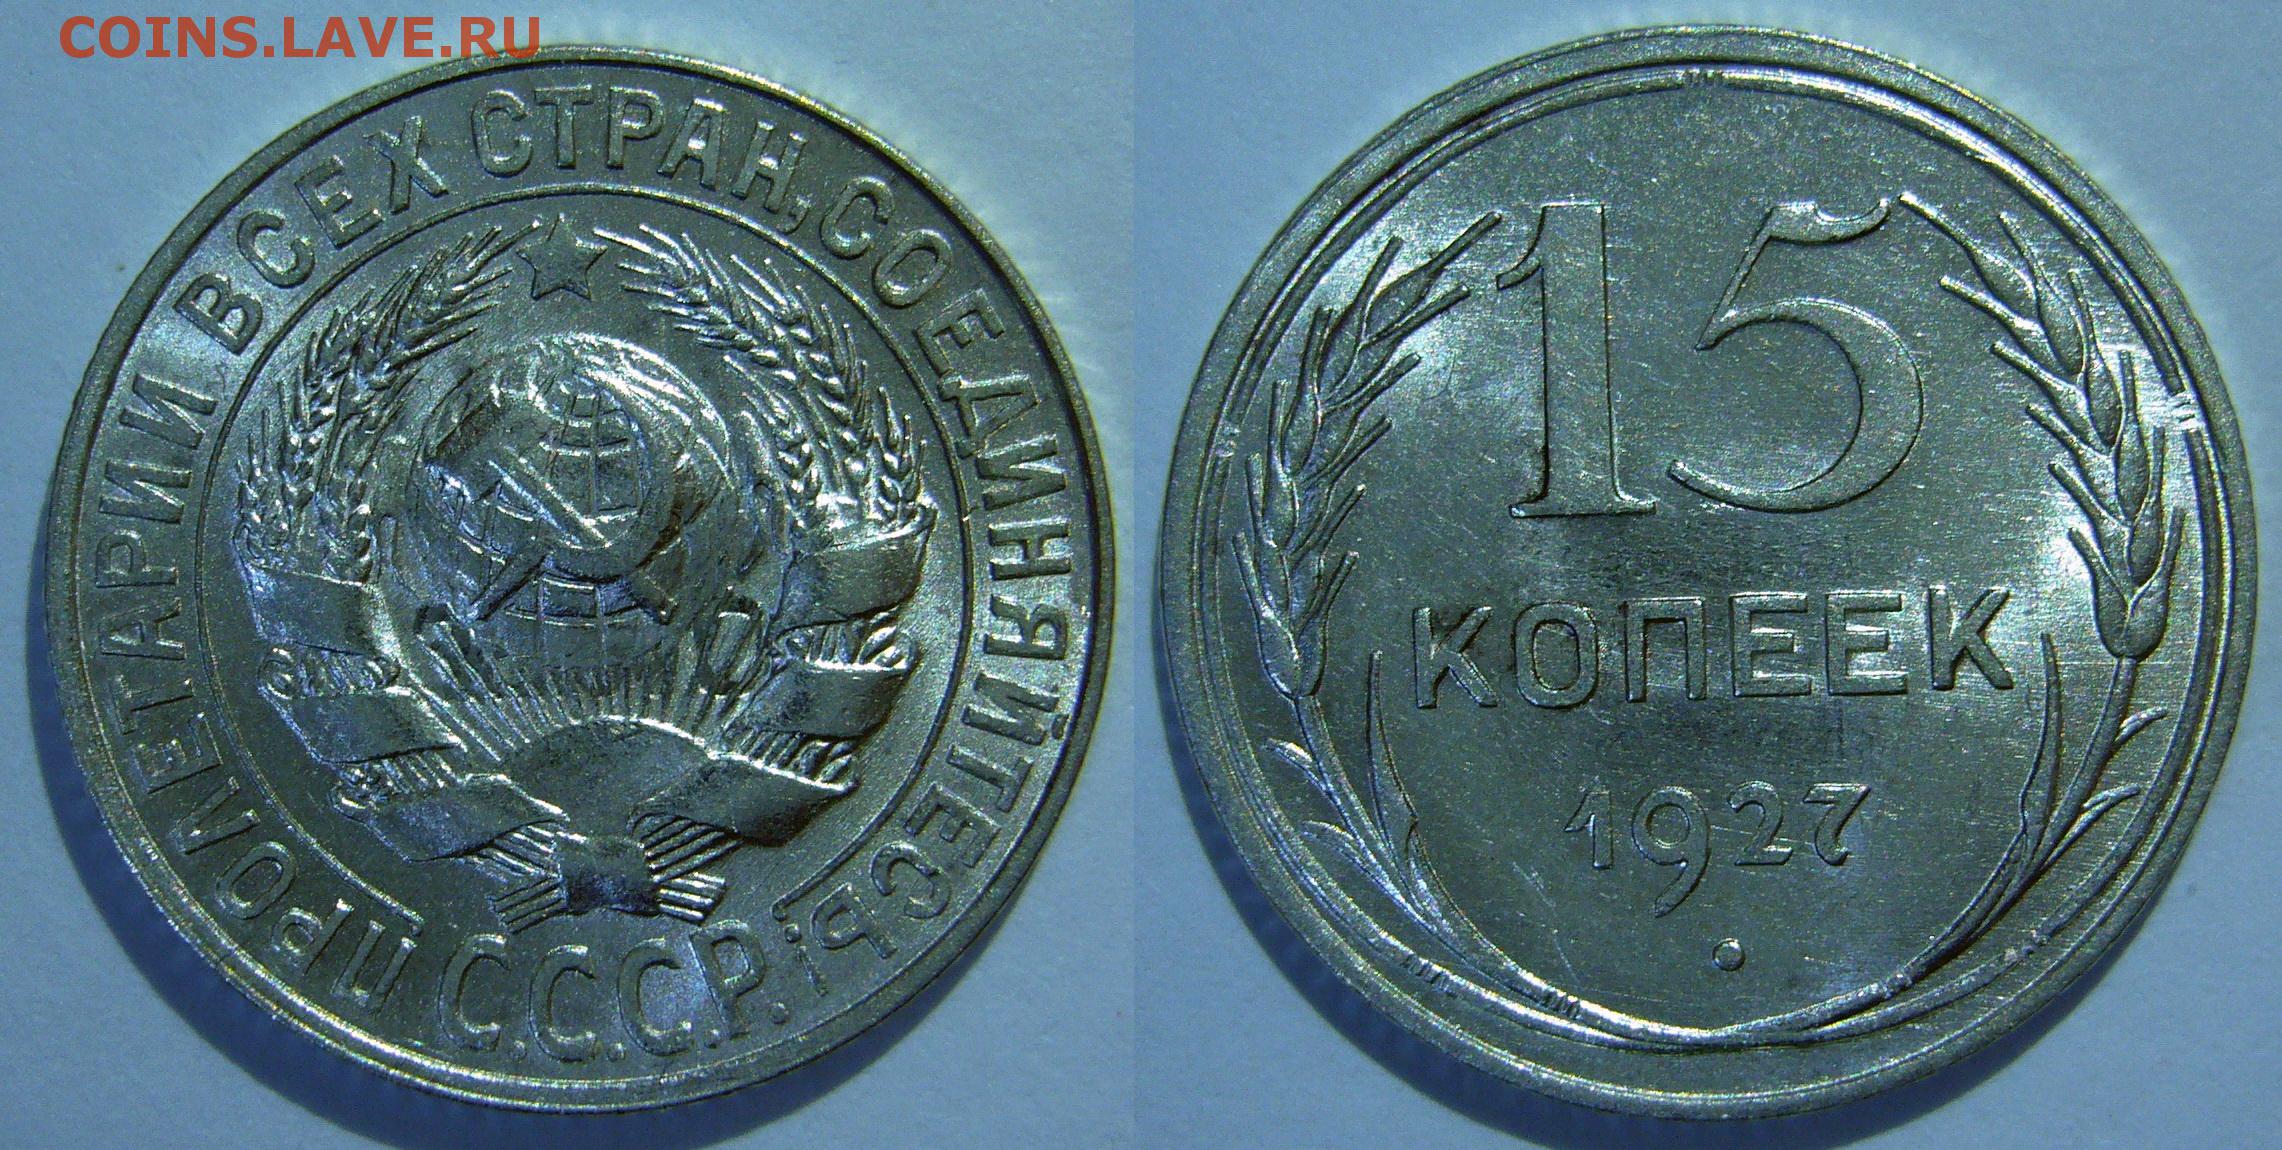 COINS.LAVE.RU
ПРОЛЕТАРИИ ВСЕХ СТРАН, СОЕДИНЯЙТЕСЬ!
С.С.С.Р.
15
КОПЕЕК
1927